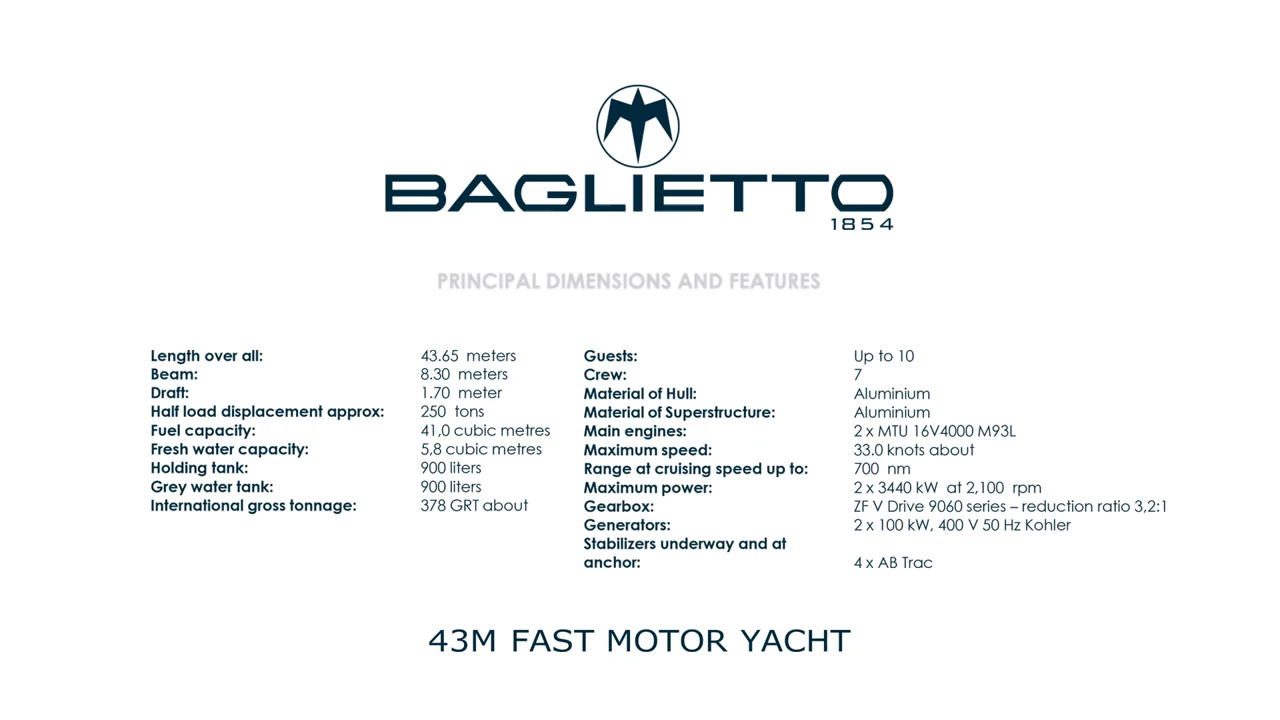 BAGLIETTO
1854
PRINCIPAL DIMENSIONS AND FEATURES
Length over all: 43.65 meters
Beam: 8.30 meters
Draft: 1.70 meter
Half load displacement approx: 250 tons
Fuel capacity: 41,0 cubic metres
Fresh water capacity: 5,8 cubic metres
Holding tank: 900 liters
Grey water tank: 900 liters
International gross tonnage: 378 GRT about
Guests: Up to 10
Crew: 7
Material of Hull: Aluminium
Material of Superstructure: Aluminium
Main engines: 2 x MTU 16V4000 M93L
Maximum speed: 33.0 knots about
Range at cruising speed up to: 700 nm
Maximum power: 2 x 3440 kW at 2,100 rpm
Gearbox: ZF V Drive 9060 series – reduction ratio 3,2:1
Generators: 2 x 100 kW, 400 V 50 Hz Kohler
Stabilizers underway and at
anchor: 4 x AB Trac
43M FAST MOTOR YACHT